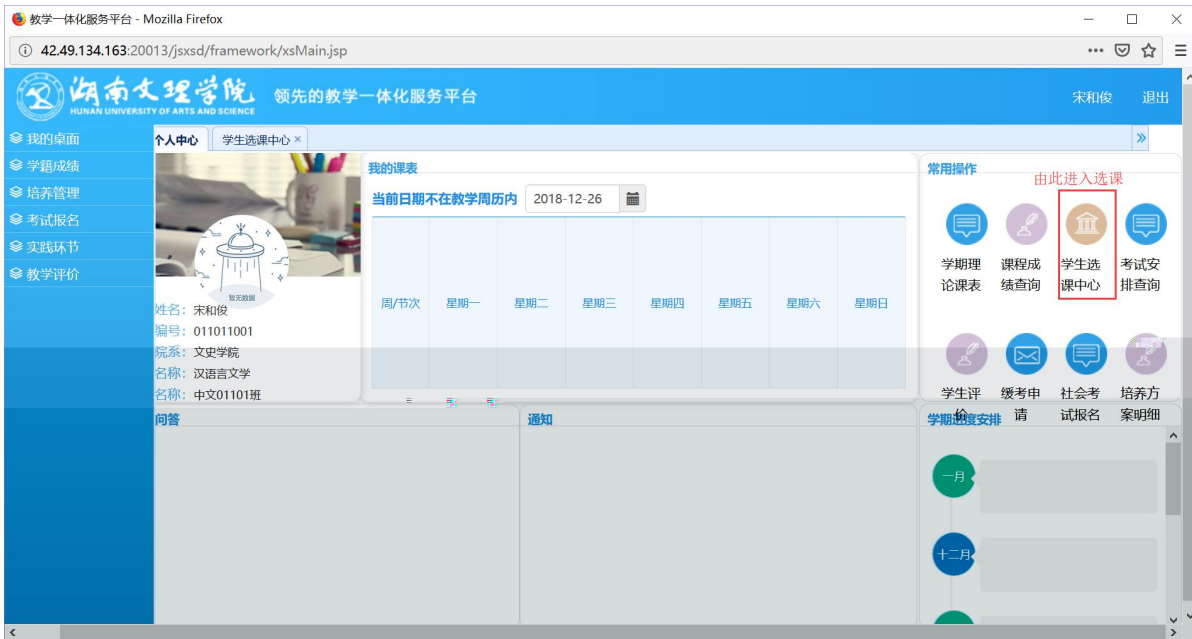 教学一体化服务平台 - Mozilla Firefox
42.49.134.163:20013/jsxsd/framework/xsMain.jsp
湖南文理学院
HUNAN UNIVERSITY OF ARTS AND SCIENCE
领先的教学一体化服务平台
宋和俊 退出
我的桌面
学籍成绩
培养管理
考试报名
实践环节
教学评价
个人中心 学生选课中心 ×
暂无数据
姓名: 宋和俊
编号: 011011001
院系: 文史学院
名称: 汉语言文学
名称: 中文01101班
我的课表
当前日期不在教学周历内 2018-12-26
周/节次 星期一 星期二 星期三 星期四 星期五 星期六 星期日
常用操作
由此进入选课
学期理论课表
课程成绩查询
学生选课中心
考试安排查询
学生评价
缓考申请
社会考试报名
培养方案明细
问答
通知
学期进度安排
一月
十二月